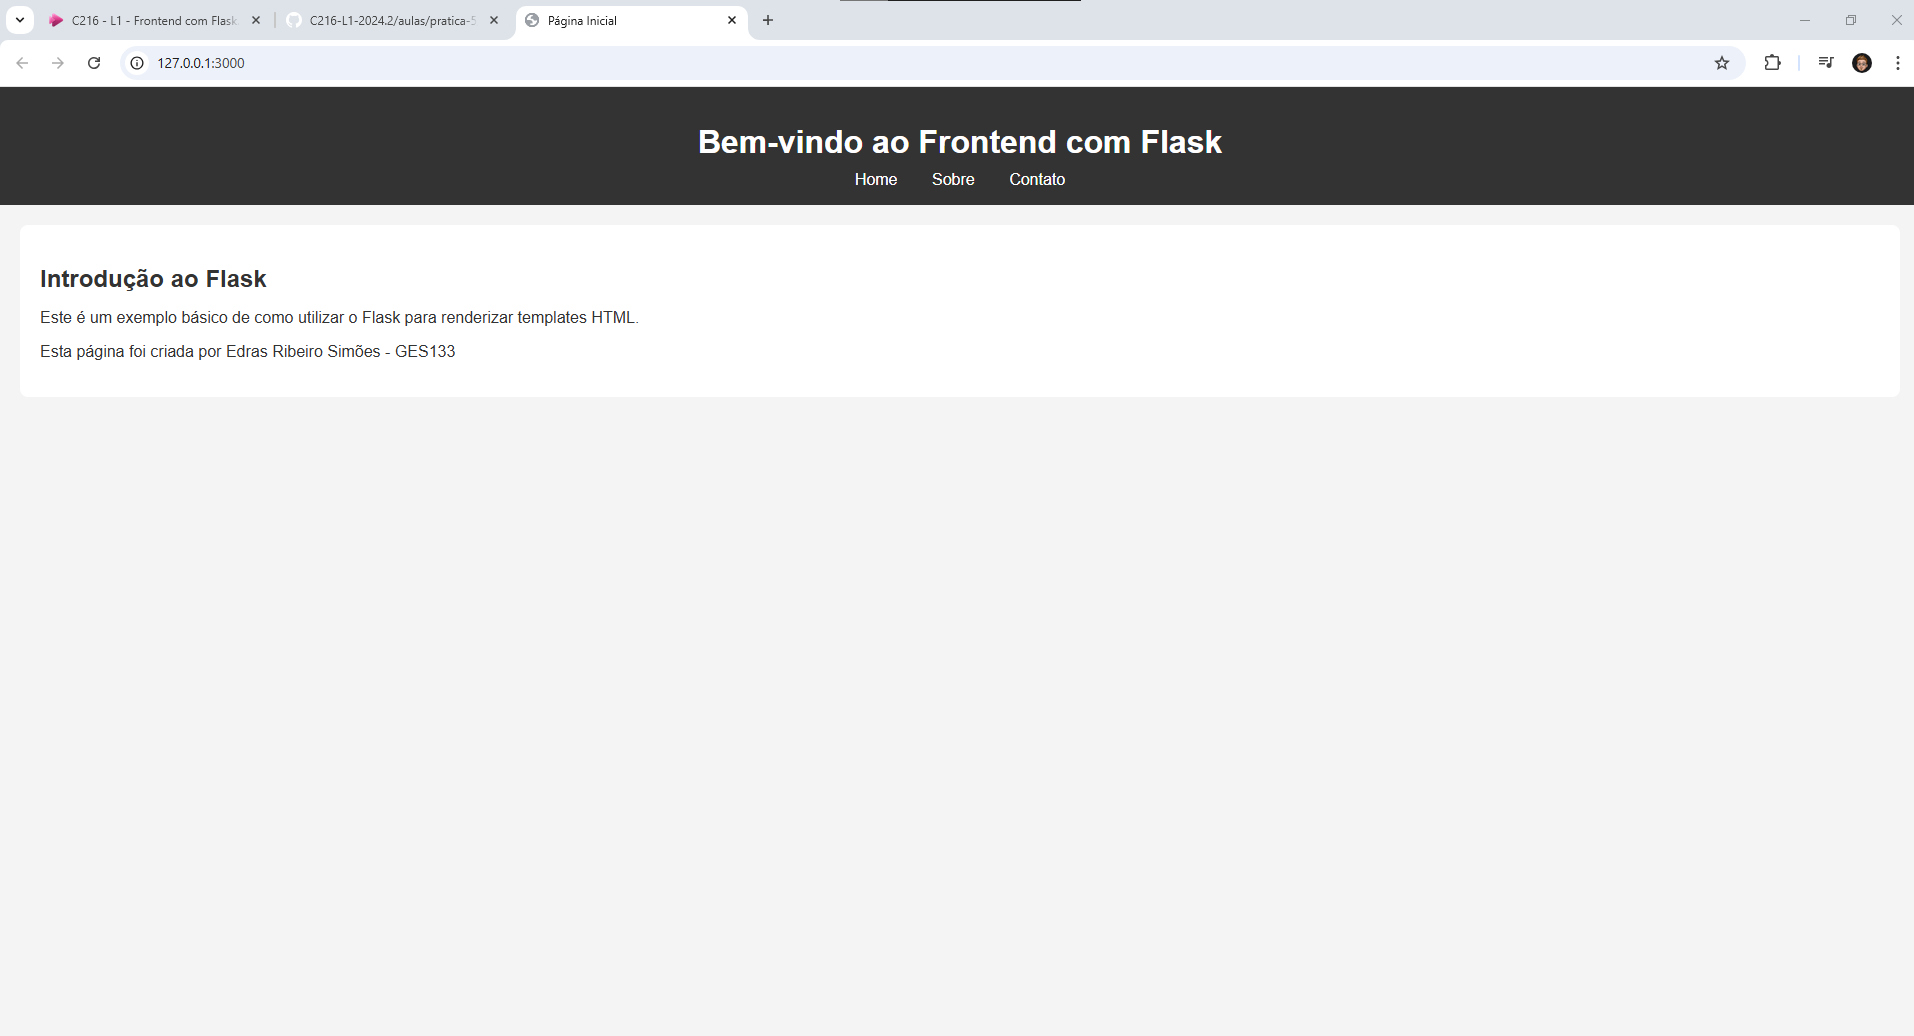 C216 - L1 - Frontend com Flask
C216-L1-2024.2/aulas/pratica-5
Página Inicial
127.0.0.1:3000
Bem-vindo ao Frontend com Flask
Home Sobre Contato
Introdução ao Flask
Este é um exemplo básico de como utilizar o Flask para renderizar templates HTML.
Esta página foi criada por Edras Ribeiro Simões - GES133